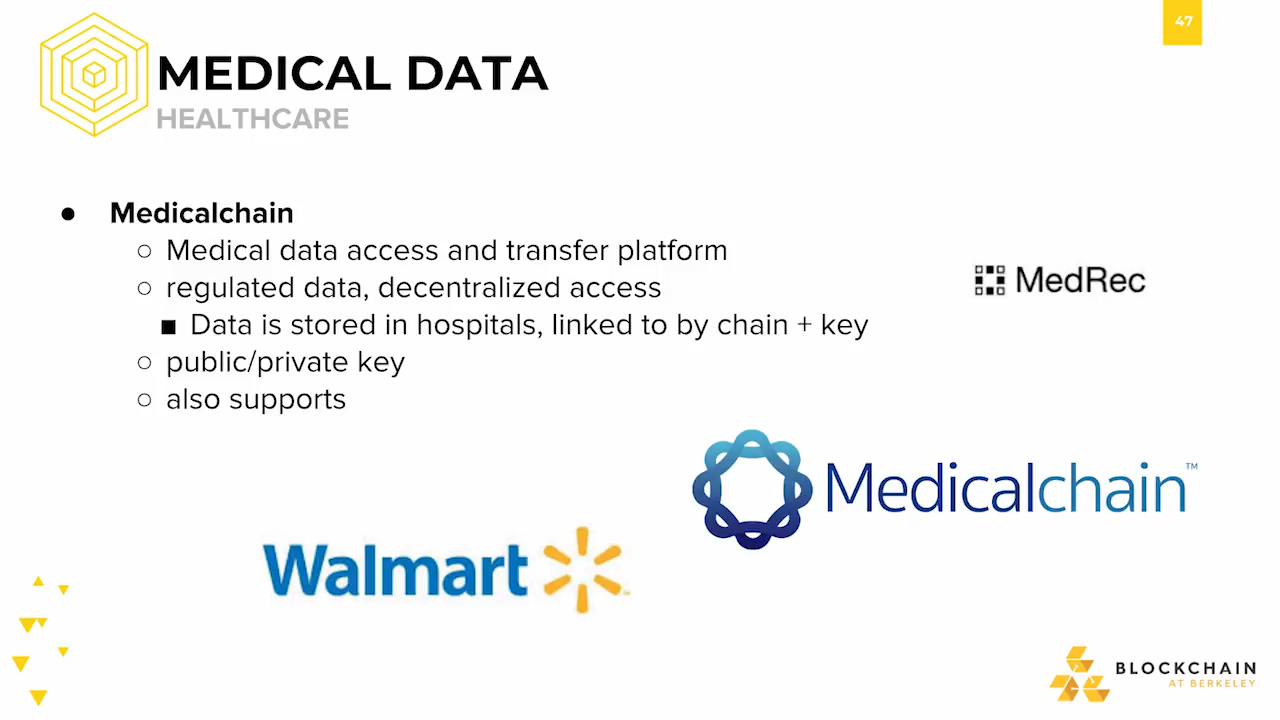 47
MEDICAL DATA
HEALTHCARE
● Medicalchain
○ Medical data access and transfer platform
○ regulated data, decentralized access
■ Data is stored in hospitals, linked to by chain + key
○ public/private key
○ also supports
MedRec
Medicalchain™
Walmart
BLOCKCHAIN
AT BERKELEY